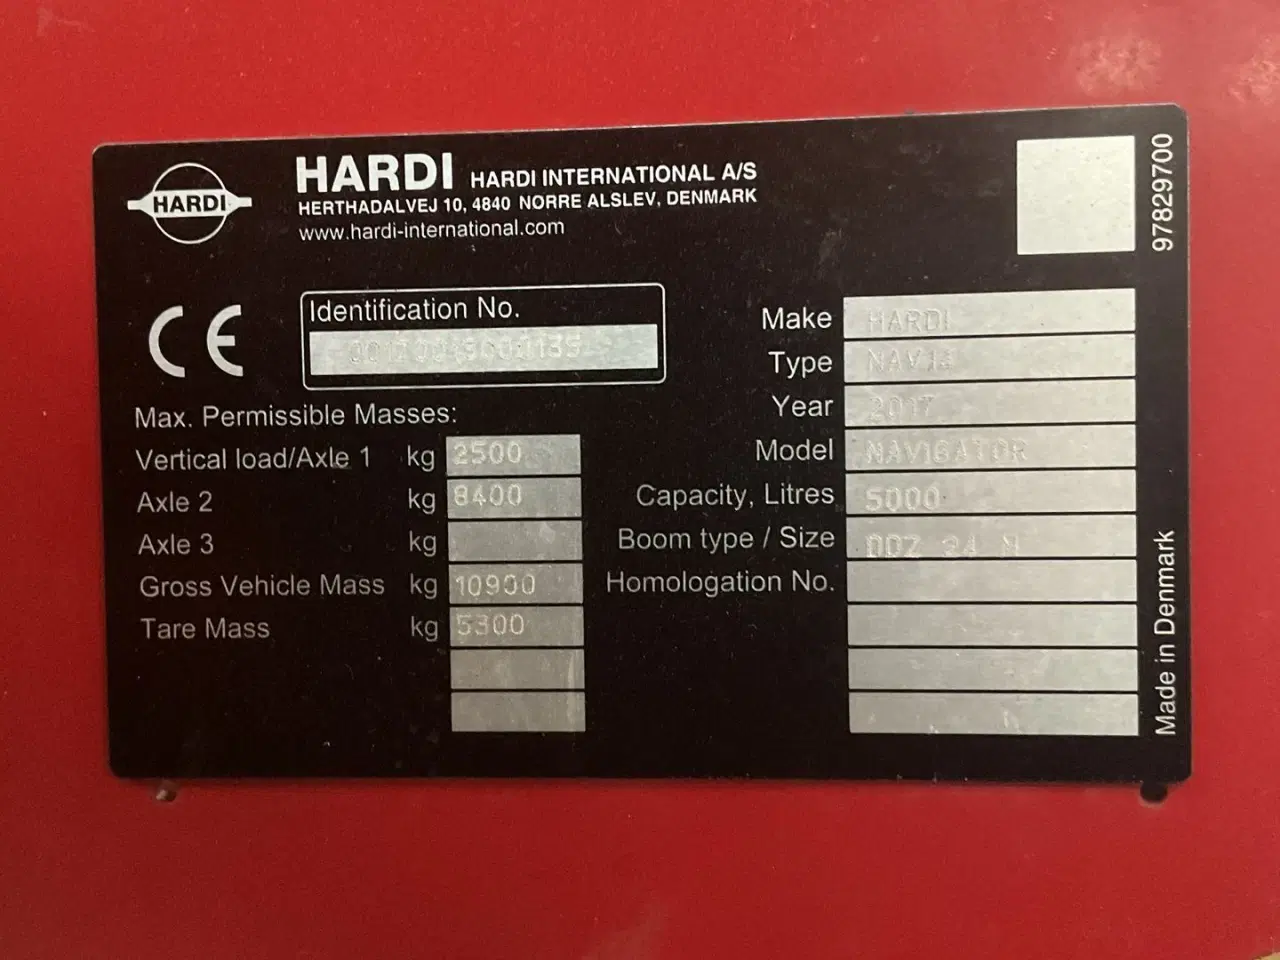 HARDI
HARDI HARDI INTERNATIONAL A/S
HERTHADALVEJ 10, 4840 NORRE ALSLEV, DENMARK
www.hardi-international.com
97829700
CE
Identification No.
Make HARDI
Type NAV14
Year 2017
Model NAVIGATOR
Capacity, Litres 5000
Boom type / Size 24 M
Homologation No.
Max. Permissible Masses:
Vertical load/Axle 1 kg 2500
Axle 2 kg 8400
Axle 3 kg
Gross Vehicle Mass kg 10900
Tare Mass kg 5300
Made in Denmark